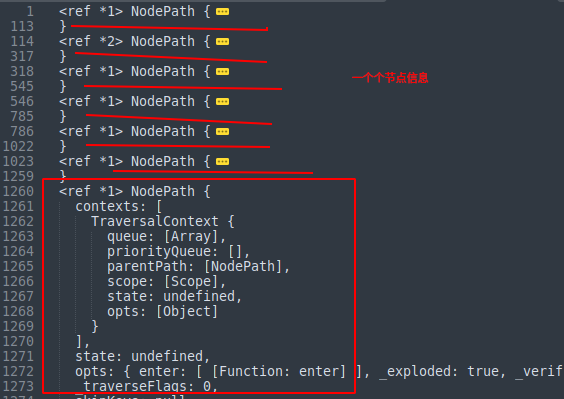 1 <ref *1> NodePath {
113 }
114 <ref *2> NodePath {
317 }
318 <ref *1> NodePath {
545 }
546 <ref *1> NodePath {
785 }
786 <ref *1> NodePath {
1022 }
1023 <ref *1> NodePath {
1259 }
1260 <ref *1> NodePath {
1261 contexts: [
1262 TraversalContext {
1263 queue: [Array],
1264 priorityQueue: [],
1265 parentPath: [NodePath],
1266 scope: [Scope],
1267 state: undefined,
1268 opts: [Object]
1269 }
1270 ],
1271 state: undefined,
1272 opts: { enter: [ [Function: enter] ], _exploded: true, _verif
1273 _traverseFlags: 0,
一个个节点信息